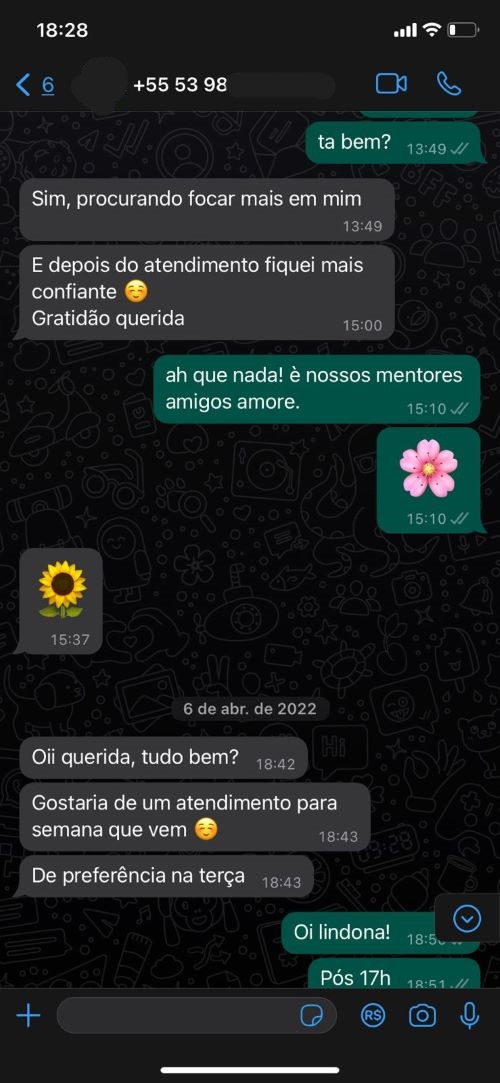 18:28
6
+55 53 98
ta bem?
13:49
Sim, procurando focar mais em mim
13:49
E depois do atendimento fiquei mais
confiante ☺️
Gratidão querida
15:00
ah que nada! è nossos mentores
amigos amore.
15:10
15:10
15:37
6 de abr. de 2022
Oii querida, tudo bem?
18:42
Gostaria de um atendimento para
semana que vem ☺️
18:43
De preferência na terça
18:43
Oi lindona!
Pós 17h
18:51
R$